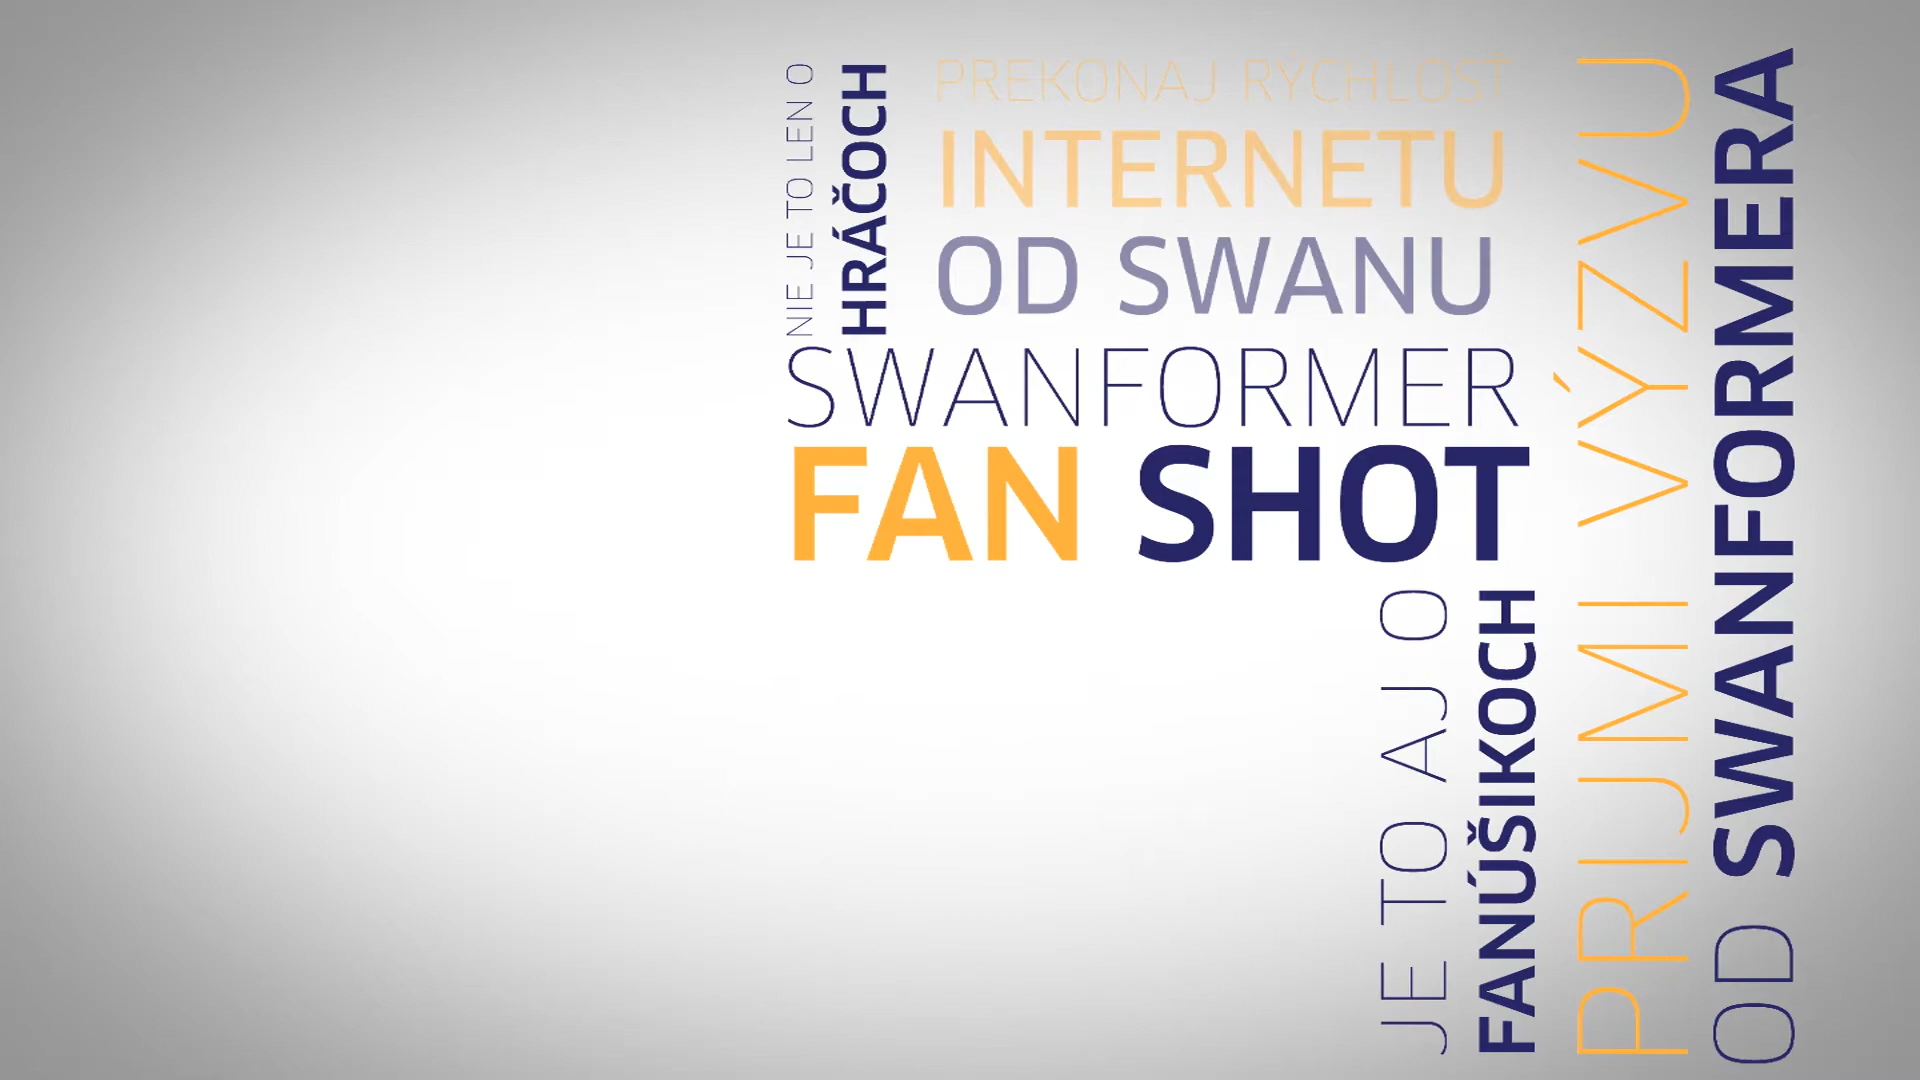 NIE JE TO LEN O
HRÁČOCH
PREKONAJ RÝCHLOSŤ
INTERNETU
OD SWANU
SWANFORMER
FAN SHOT
JE TO AJ O
FANÚŠIKOCH
PRIJMI VÝZVU
OD SWANFORMERA